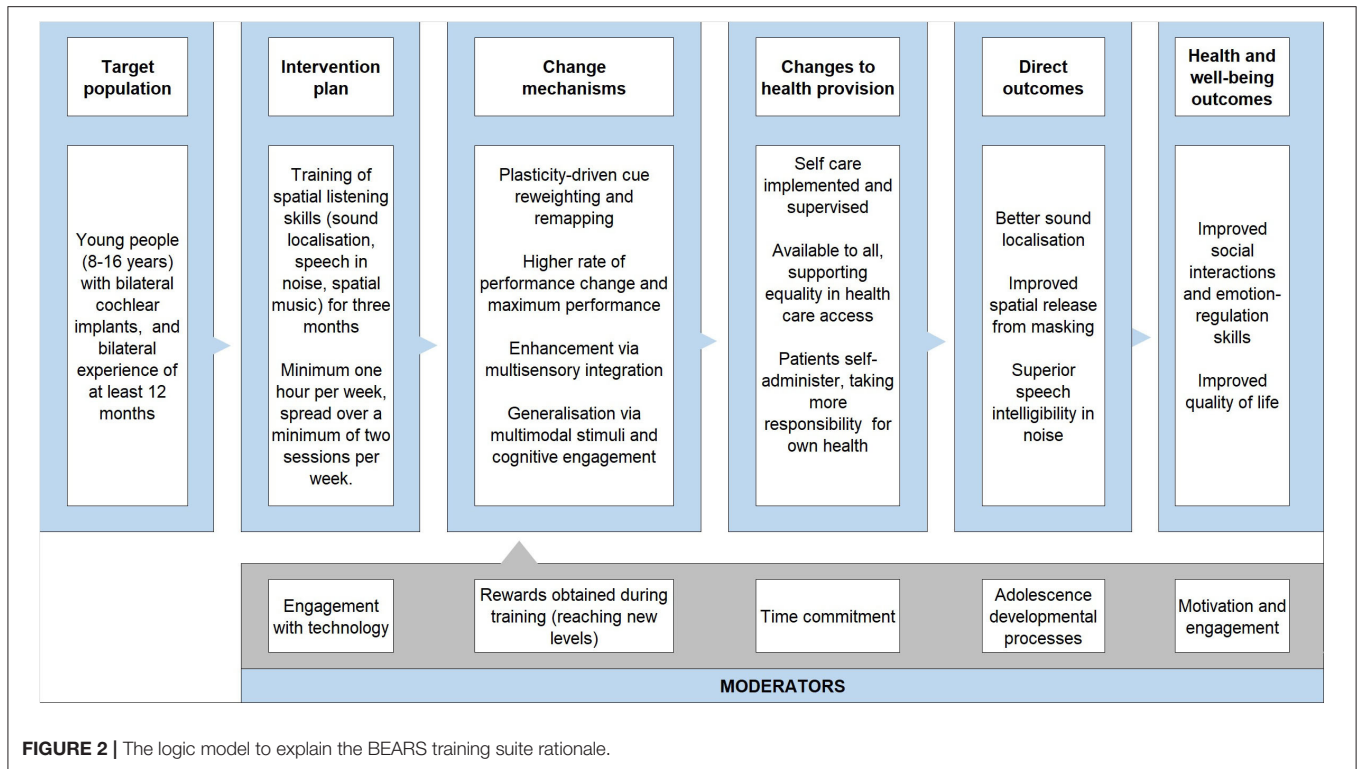 Target
population
Young people
(8-16 years)
with bilateral
cochlear
implants, and
bilateral
experience of
at least 12
months
Intervention
plan
Training of
spatial listening
skills (sound
localisation,
speech in
noise, spatial
music) for three
months
Minimum one
hour per week,
spread over a
minimum of two
sessions per
week.
Change
mechanisms
Plasticity-driven cue
reweighting and
remapping
Higher rate of
performance change and
maximum performance
Enhancement via
multisensory integration
Generalisation via
multimodal stimuli and
cognitive engagement
Changes to
health provision
Self care
implemented and
supervised
Available to all,
supporting
equality in health
care access
Patients self-
administer, taking
more
responsibility for
own health
Direct
outcomes
Better sound
localisation
Improved
spatial release
from masking
Superior
speech
intelligibility in
noise
Health and
well-being
outcomes
Improved
social
interactions
and emotion-
regulation
skills
Improved
quality of life
Engagement
with technology
Rewards obtained during
training (reaching new
levels)
Time commitment
Adolescence
developmental
processes
Motivation and
engagement
MODERATORS
FIGURE 2 | The logic model to explain the BEARS training suite rationale.